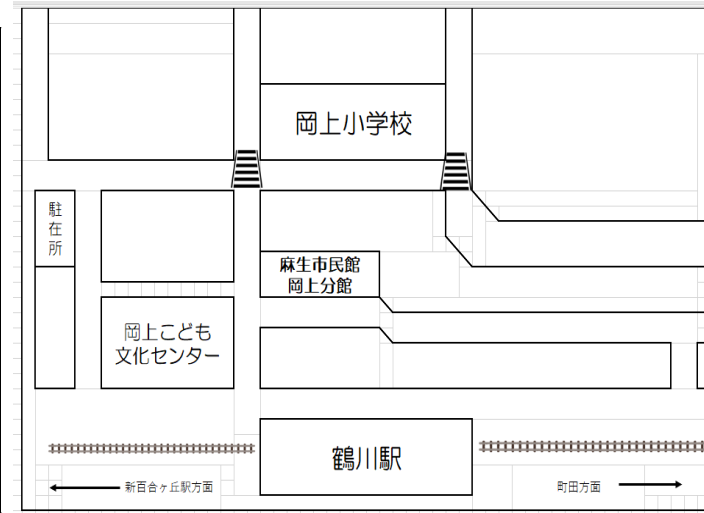 岡上小学校
駐
在
所
麻生市民館
岡上分館
岡上こども
文化センター
鶴川駅
新百合ヶ丘駅方面
町田方面